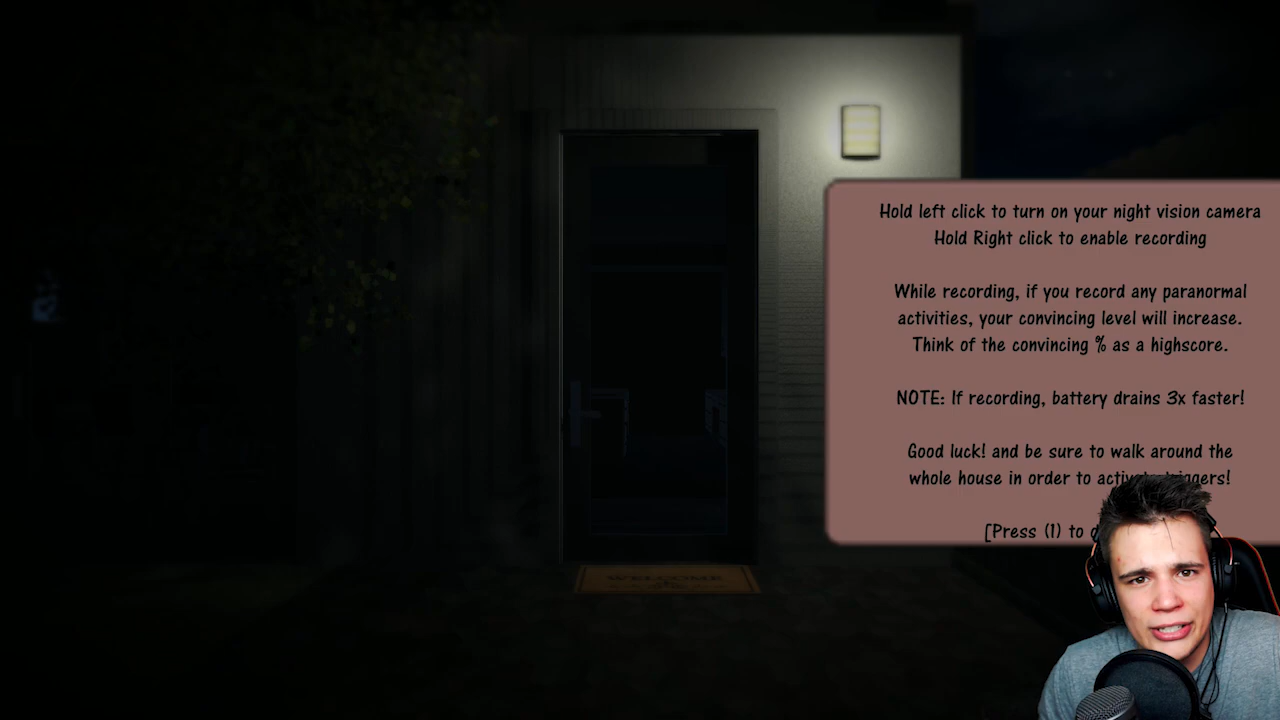 Hold left click to turn on your night vision camera
Hold Right click to enable recording
While recording, if you record any paranormal
activities, your convincing level will increase.
Think of the convincing % as a highscore.
NOTE: If recording, battery drains 3x faster!
Good luck! and be sure to walk around the
whole house in order to
[Press (1) to
WELCOME